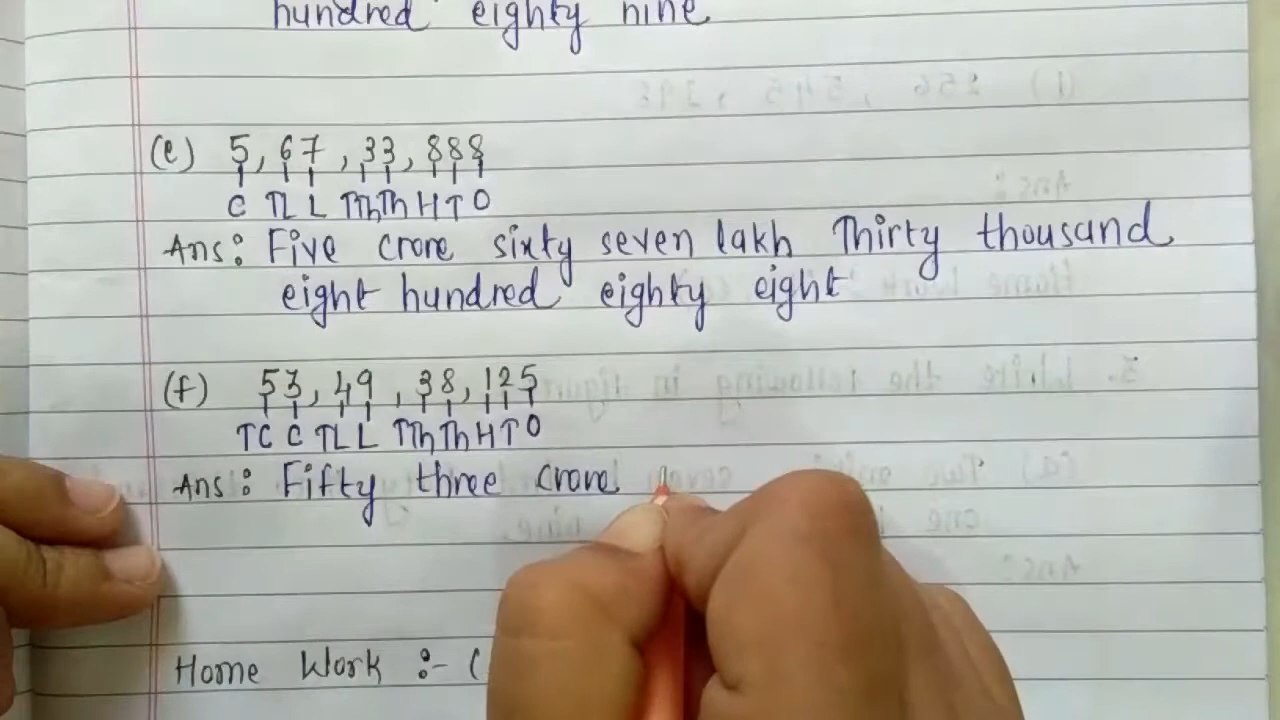 hundred eighty nine
(e) 5, 67, 33, 888
C TL L TTh Th H T O
Ans: Five crore sixty seven lakh Thirty thousand
eight hundred eighty eight
(f) 53, 49, 38, 125
TC C TL L TTh Th H T O
Ans: Fifty three crore
Home Work :- (